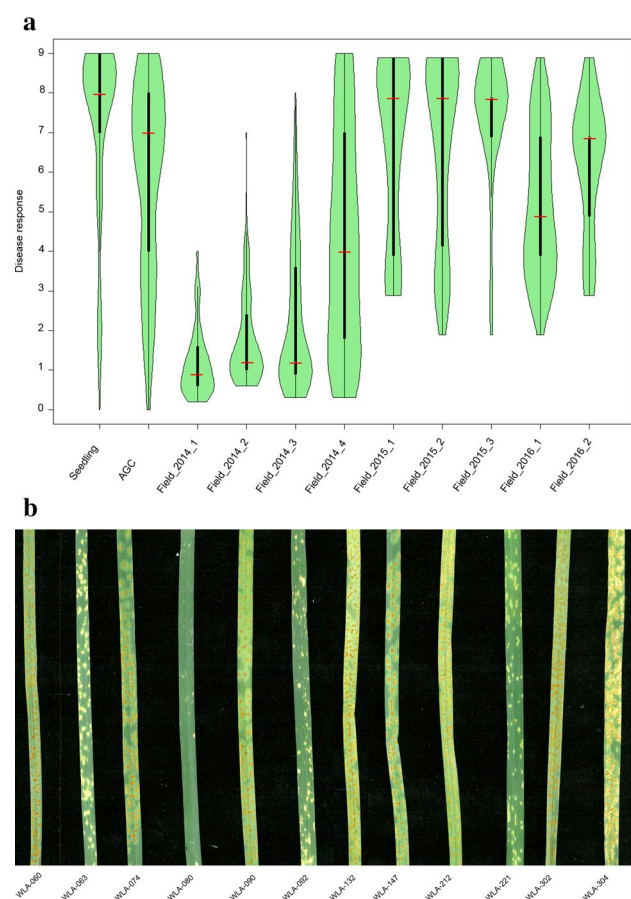 a
Disease response
9
8
7
6
5
4
3
2
1
0
Seedling
AGC
Field_2014_1
Field_2014_2
Field_2014_3
Field_2014_4
Field_2015_1
Field_2015_2
Field_2015_3
Field_2016_1
Field_2016_2
b
WLA-060
WLA-063
WLA-074
WLA-080
WLA-090
WLA-092
WLA-132
WLA-147
WLA-212
WLA-221
WLA-302
WLA-304